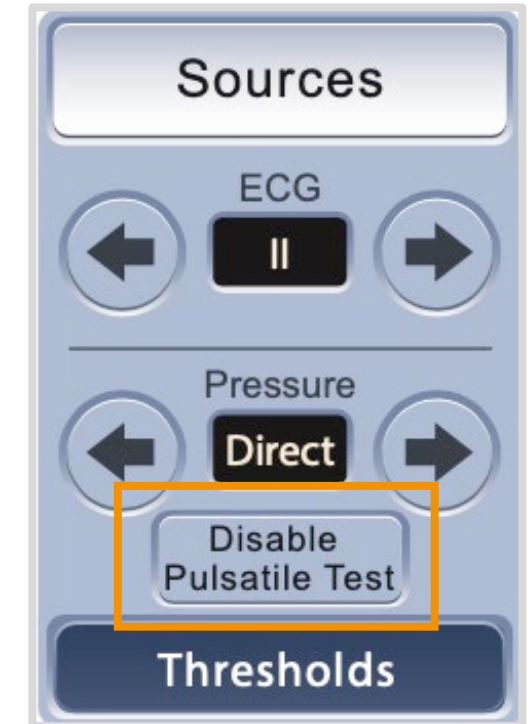 Sources
ECG
II
Pressure
Direct
Disable
Pulsatile Test
Thresholds